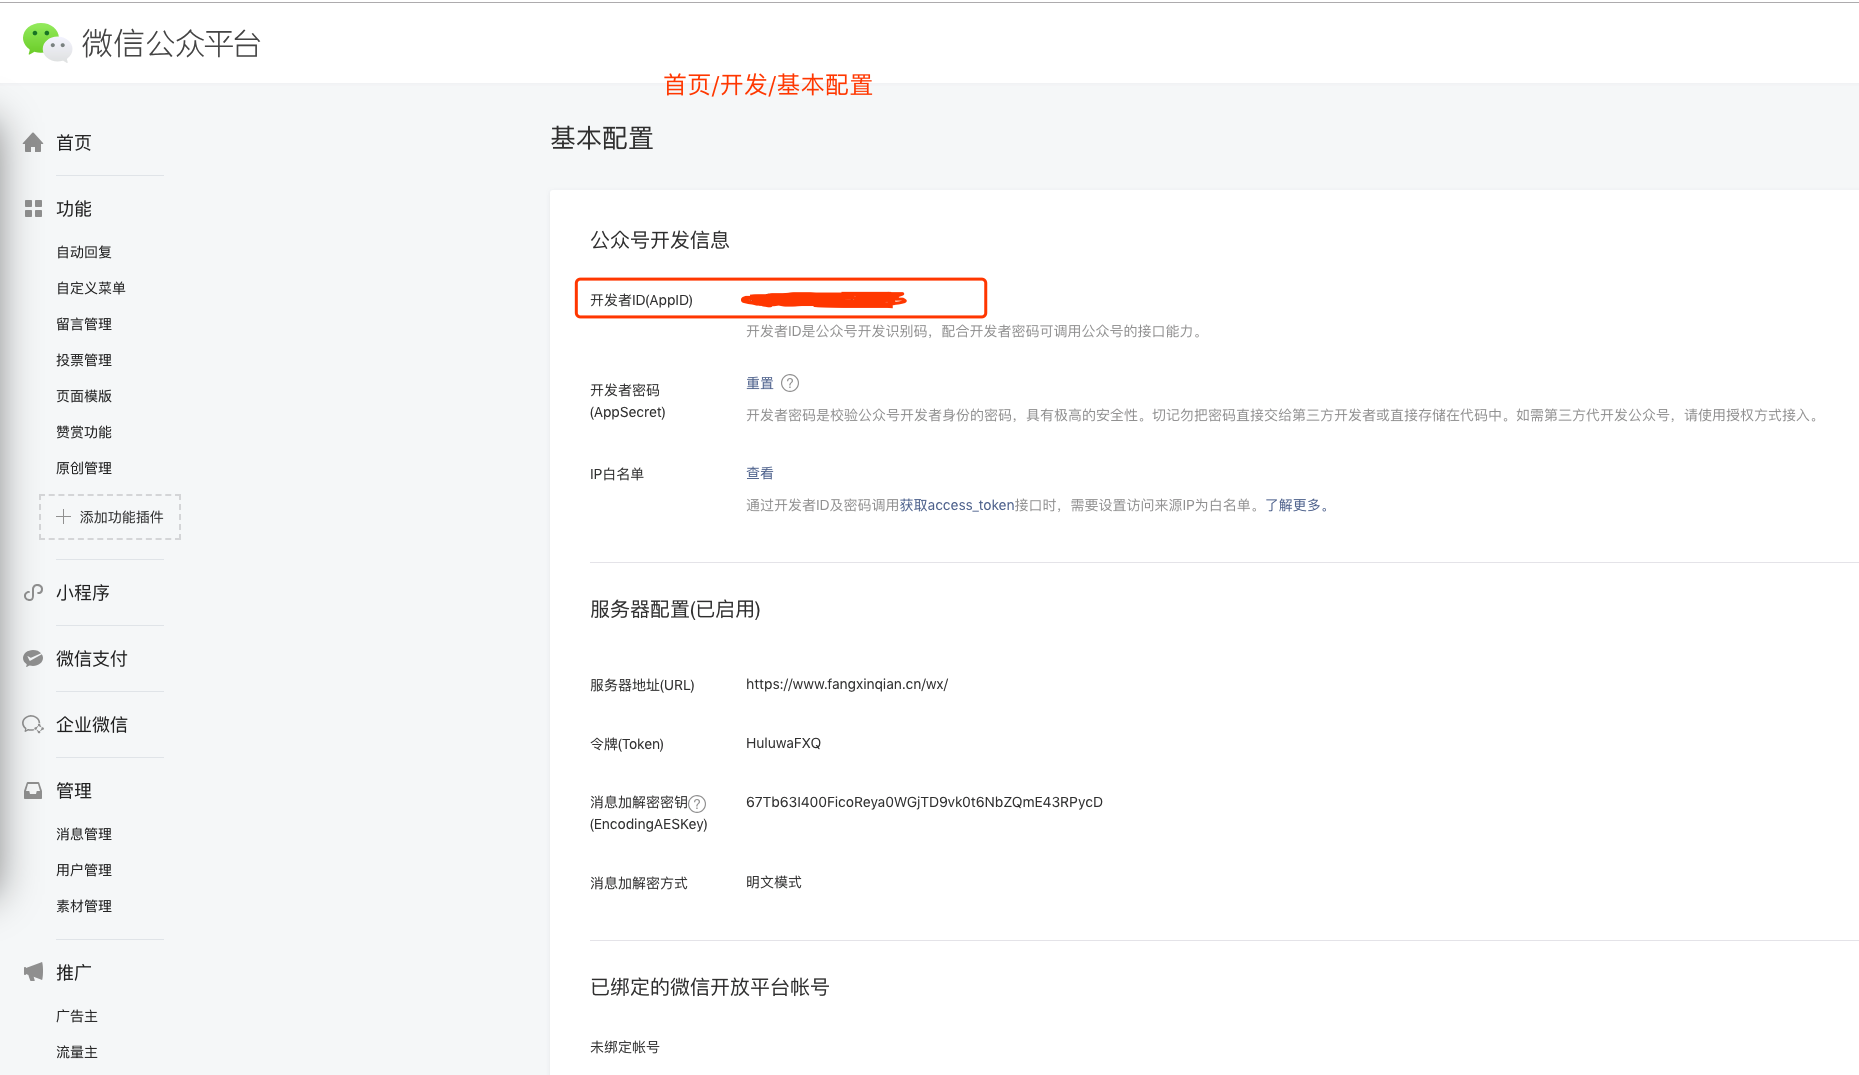 微信公众平台
首页/开发/基本配置
首页
功能
自动回复
自定义菜单
留言管理
投票管理
页面模版
赞赏功能
原创管理
添加功能插件
小程序
微信支付
企业微信
管理
消息管理
用户管理
素材管理
推广
广告主
流量主
基本配置
公众号开发信息
开发者ID(AppID)
开发者ID是公众号开发识别码，配合开发者密码可调用公众号的接口能力。
开发者密码
(AppSecret)
重置 ?
开发者密码是校验公众号开发者身份的密码，具有极高的安全性。切记勿把密码直接交给第三方开发者或直接存储在代码中。如需第三方代开发公众号，请使用授权方式接入。
IP白名单
查看
通过开发者ID及密码调用获取access_token接口时，需要设置访问来源IP为白名单。了解更多。
服务器配置(已启用)
服务器地址(URL) https://www.fangxinqian.cn/wx/
令牌(Token) HuluwaFXQ
消息加解密密钥?
(EncodingAESKey)
67Tb63I400FicoReya0WGjTD9vk0t6NbZQmE43RPycD
消息加解密方式 明文模式
已绑定的微信开放平台帐号
未绑定帐号